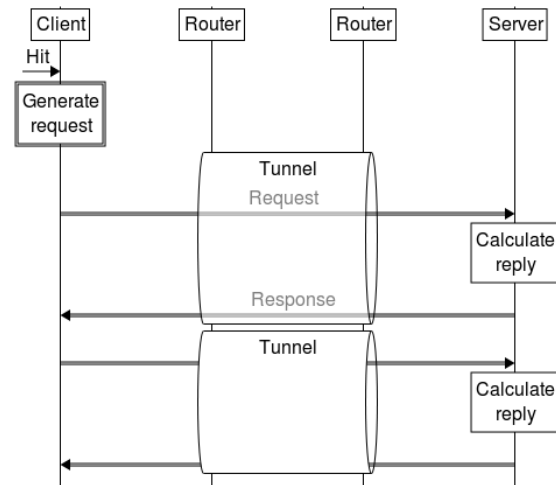 Client
Router
Router
Server
Hit
Generate
request
Tunnel
Request
Calculate
reply
Response
Tunnel
Calculate
reply